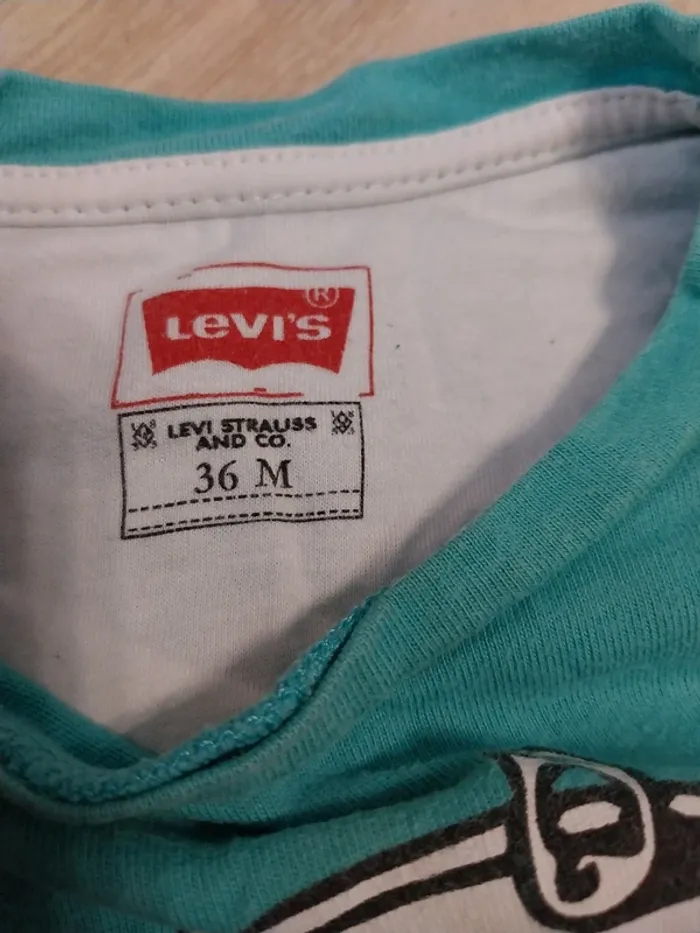 LEVI'S
®
LEVI STRAUSS
AND CO.
36 M